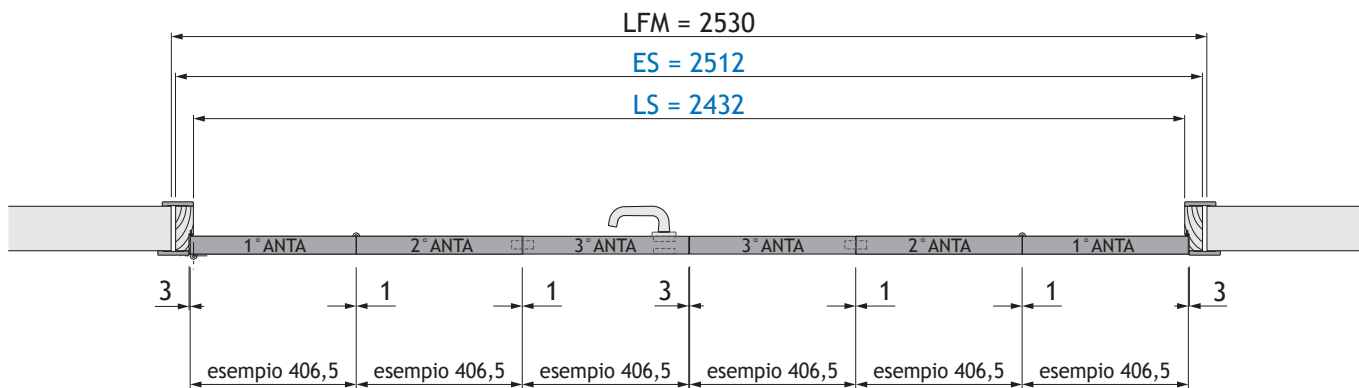 LFM = 2530
ES = 2512
LS = 2432
1°ANTA 2°ANTA 3°ANTA 3°ANTA 2°ANTA 1°ANTA
3 1 1 3 1 1 3
esempio 406,5 esempio 406,5 esempio 406,5 esempio 406,5 esempio 406,5 esempio 406,5